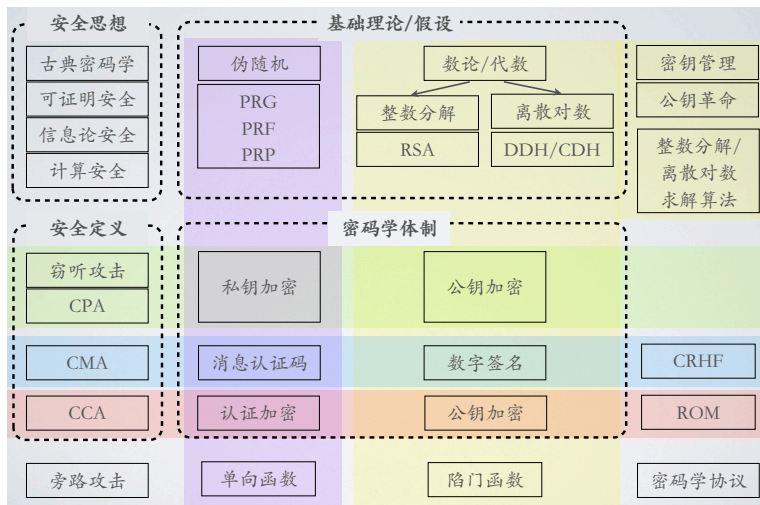 安全思想
基础理论/假设
古典密码学
可证明安全
信息论安全
计算安全
伪随机
PRG
PRF
PRP
数论/代数
整数分解
离散对数
RSA
DDH/CDH
密钥管理
公钥革命
整数分解/
离散对数
求解算法
安全定义
密码学体制
窃听攻击
CPA
私钥加密
公钥加密
CMA
消息认证码
数字签名
CRHF
CCA
认证加密
公钥加密
ROM
旁路攻击
单向函数
陷门函数
密码学协议